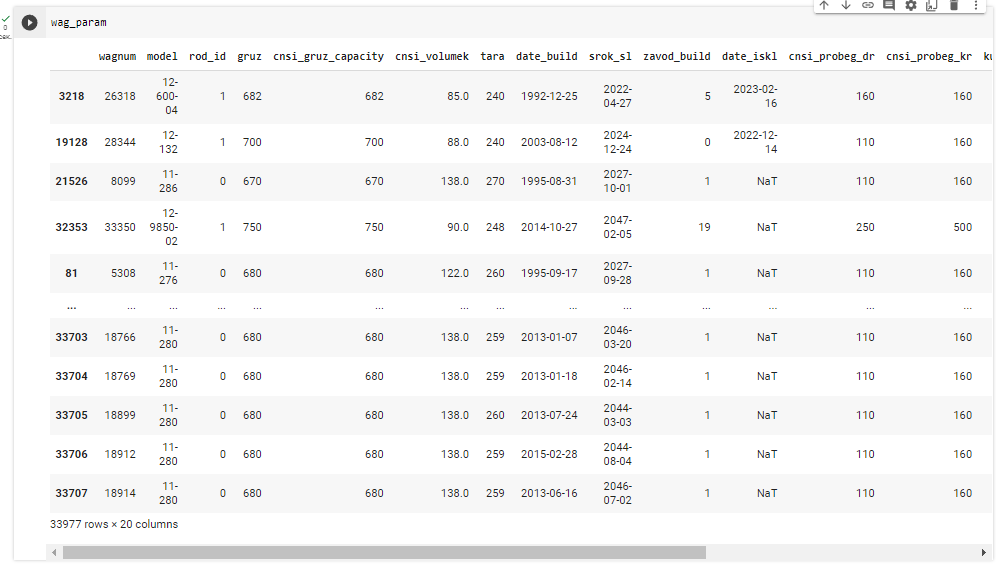 wag_param
wagnum model rod_id gruz cnsi_gruz_capacity cnsi_volumek tara date_build srok_sl zavod_build date_iskl cnsi_probeg_dr cnsi_probeg_kr
3218 26318 12-600-04 1 682 682 85.0 240 1992-12-25 2022-04-27 5 2023-02-16 160 160
19128 28344 12-132 1 700 700 88.0 240 2003-08-12 2024-12-24 0 2022-12-14 110 160
21526 8099 11-286 0 670 670 138.0 270 1995-08-31 2027-10-01 1 NaT 110 160
32353 33350 12-9850-02 1 750 750 90.0 248 2014-10-27 2047-02-05 19 NaT 250 500
81 5308 11-276 0 680 680 122.0 260 1995-09-17 2027-09-28 1 NaT 110 160
... ... ... ... ... ... ... ... ... ... ... ... ... ...
33703 18766 11-280 0 680 680 138.0 259 2013-01-07 2046-03-20 1 NaT 110 160
33704 18769 11-280 0 680 680 138.0 259 2013-01-18 2046-02-14 1 NaT 110 160
33705 18899 11-280 0 680 680 138.0 260 2013-07-24 2044-03-03 1 NaT 110 160
33706 18912 11-280 0 680 680 138.0 259 2015-02-28 2044-08-04 1 NaT 110 160
33707 18914 11-280 0 680 680 138.0 259 2013-06-16 2046-07-02 1 NaT 110 160
33977 rows × 20 columns